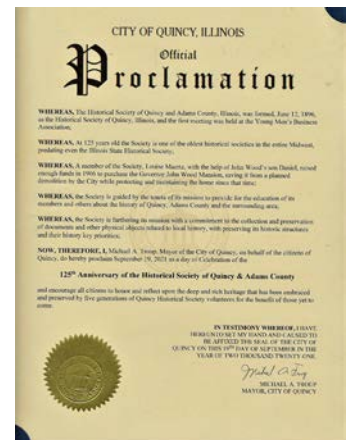 CITY OF QUINCY, ILLINOIS
Official
Proclamation
WHEREAS, The Historical Society of Quincy and Adams County, Illinois, was formed, June 12, 1896,
as the Historical Society of Quincy, Illinois, and the first meeting was held at the Young Men's Business
Association;
WHEREAS, At 125 years old the Society is one of the oldest historical societies in the entire Midwest,
predating even the Illinois State Historical Society;
WHEREAS, A member of the Society, Louise Maertz, with the help of John Wood's son Daniel, raised
enough funds in 1906 to purchase the Governor John Wood Mansion, saving it from a planned
demolition by the City while protecting and maintaining the home since that time;
WHEREAS, the Society is guided by the tenets of its mission to provide for the education of its
members and others about the history of Quincy, Adams County and the surrounding area;
WHEREAS, the Society is furthering its mission with a commitment to the collection and preservation
of documents and other physical objects related to local history, with preserving its historic structures
and their history key priorities;
NOW, THEREFORE, I, Michael A. Troup, Mayor of the City of Quincy, on behalf of the citizens of
Quincy, do hereby proclaim September 19, 2021 as a day of Celebration of the
125th Anniversary of the Historical Society of Quincy & Adams County
and encourage all citizens to honor and reflect upon the deep and rich heritage that has been embraced
and preserved by five generations of Quincy Historical Society volunteers for the benefit of those yet to
come.
IN TESTIMONY WHEREOF, I HAVE
HEREUNTO SET MY HAND AND CAUSED TO
BE AFFIXED THE SEAL OF THE CITY OF
QUINCY ON THIS 19TH DAY OF SEPTEMBER IN THE
YEAR OF TWO THOUSAND TWENTY ONE.
MICHAEL A. TROUP
MAYOR, CITY OF QUINCY